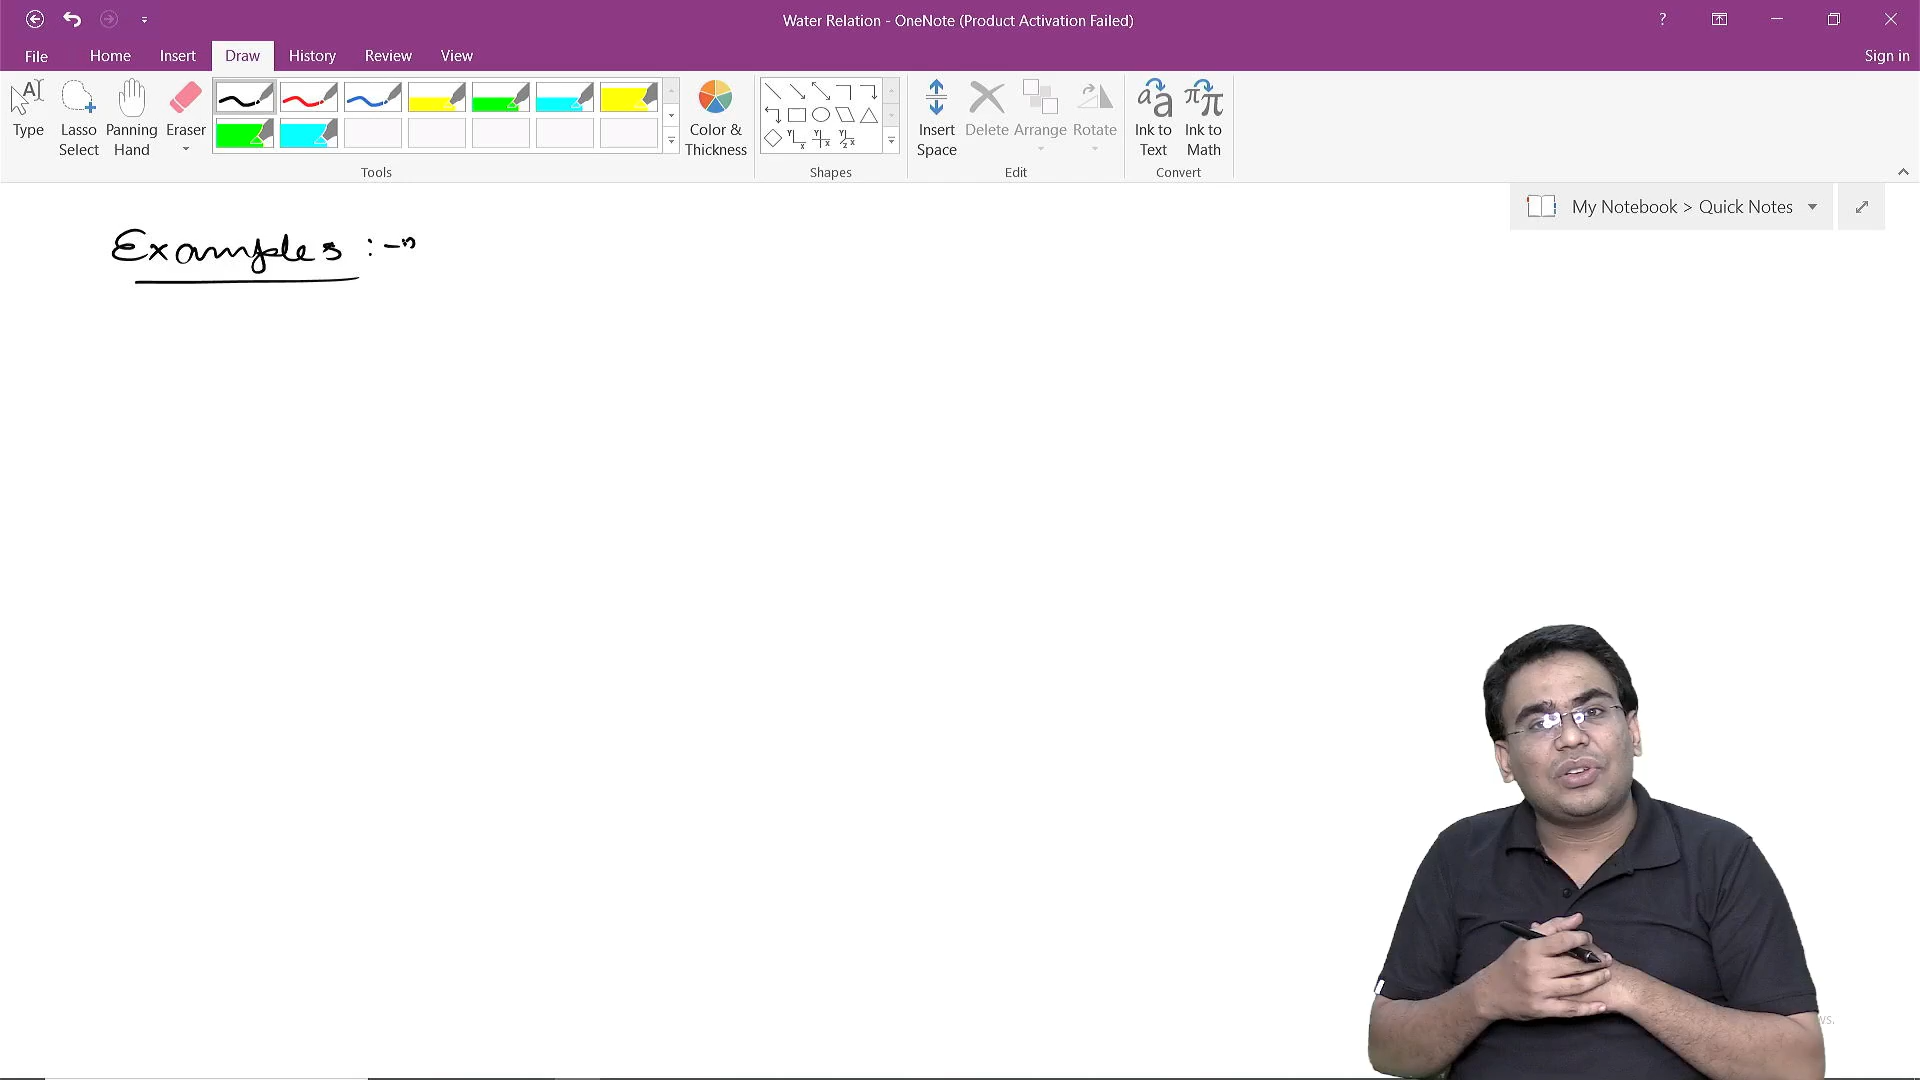 Water Relation - OneNote (Product Activation Failed)
?
File Home Insert Draw History Review View
Sign in
Type
Lasso Select
Panning Hand
Eraser
Color & Thickness
Insert Space
Delete
Arrange
Rotate
Ink to Text
Ink to Math
Tools
Shapes
Edit
Convert
My Notebook > Quick Notes
Examples :-
ws.